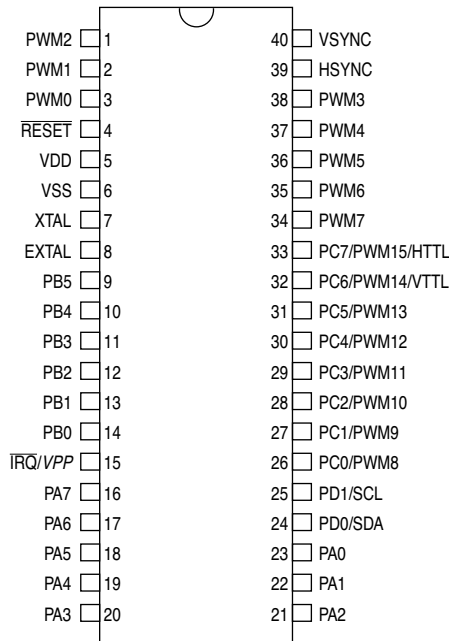 PWM2 1 40 VSYNC
PWM1 2 39 HSYNC
PWM0 3 38 PWM3
RESET 4 37 PWM4
VDD 5 36 PWM5
VSS 6 35 PWM6
XTAL 7 34 PWM7
EXTAL 8 33 PC7/PWM15/HTTL
PB5 9 32 PC6/PWM14/VTTL
PB4 10 31 PC5/PWM13
PB3 11 30 PC4/PWM12
PB2 12 29 PC3/PWM11
PB1 13 28 PC2/PWM10
PB0 14 27 PC1/PWM9
IRQ/VPP 15 26 PC0/PWM8
PA7 16 25 PD1/SCL
PA6 17 24 PD0/SDA
PA5 18 23 PA0
PA4 19 22 PA1
PA3 20 21 PA2